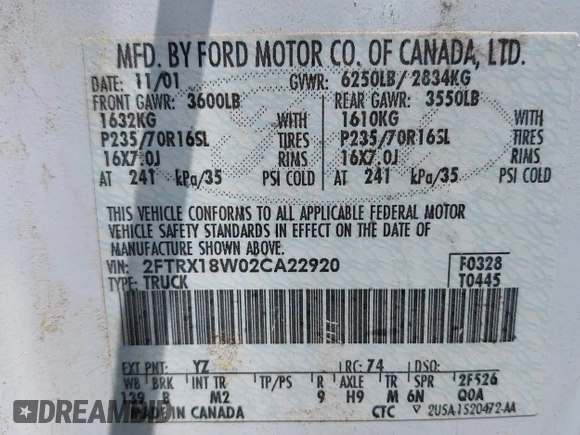 MFD. BY FORD MOTOR CO. OF CANADA, LTD.
DATE: 11/01 GVWR: 6250LB/ 2834KG
FRONT GAWR: 3600LB REAR GAWR: 3550LB
1632KG WITH 1610KG WITH
P235/70R16SL TIRES P235/70R16SL TIRES
16X7.0J RIMS 16X7.0J RIMS
AT 241 kPa/35 PSI COLD AT 241 kPa/35 PSI COLD
THIS VEHICLE CONFORMS TO ALL APPLICABLE FEDERAL MOTOR
VEHICLE SAFETY STANDARDS IN EFFECT ON THE DATE OF
MANUFACTURE SHOWN ABOVE.
VIN: 2FTRX18W02CA22920 F0328
TYPE: TRUCK T0445
EXT PNT: YZ RC: 74 DSO:
WB BRK INT TR TP/PS R AXLE TR SPR 2F526
139 B M2 9 H9 M 6N Q0A
MADE IN CANADA CTC 2U5A-1520472-AA
DREAMBID